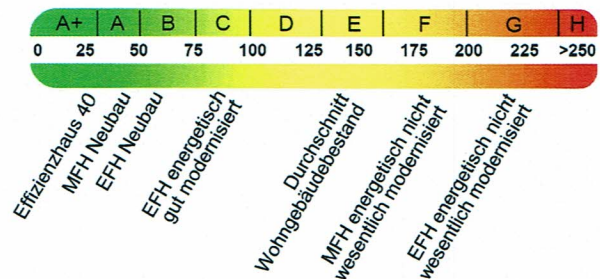 A+ A B C D E F G H
0 25 50 75 100 125 150 175 200 225 >250
Effizienzhaus 40
MFH Neubau
EFH Neubau
EFH energetisch
gut modernisiert
Durchschnitt
Wohngebäudebestand
MFH energetisch nicht
wesentlich modernisiert
EFH energetisch nicht
wesentlich modernisiert